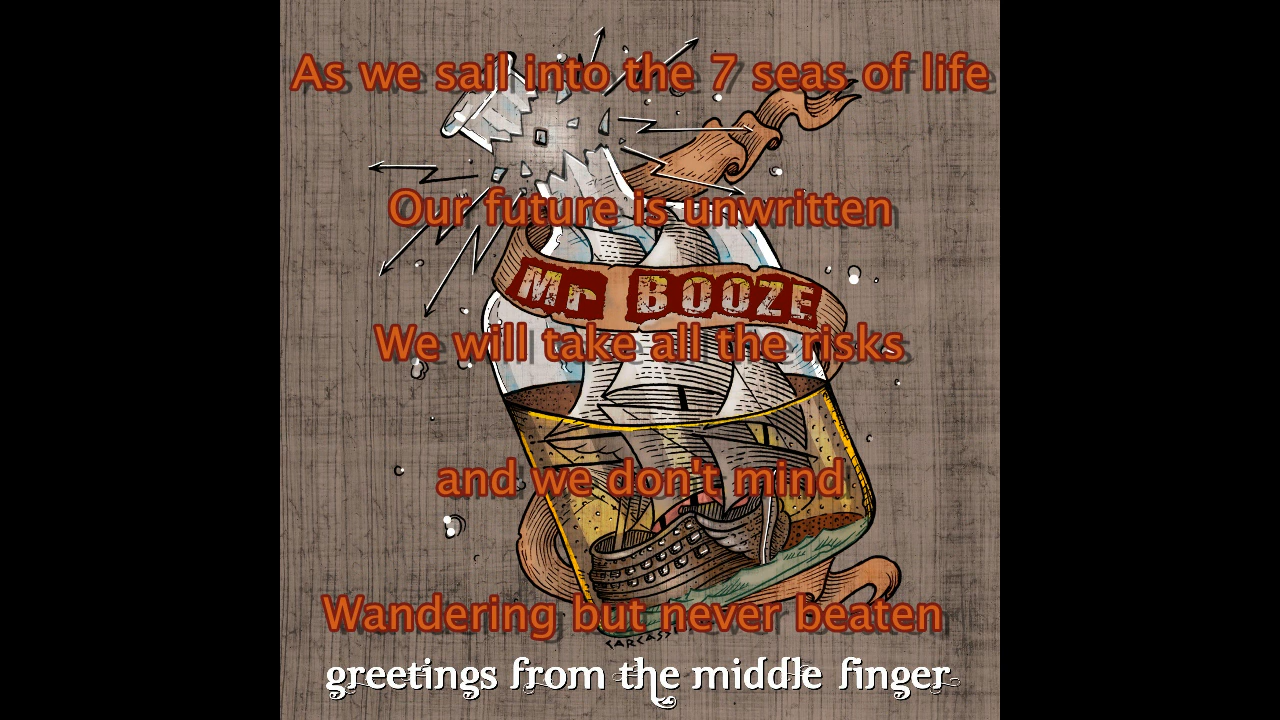 As we sail into the 7 seas of life
Our future is unwritten
Mr BOOZE
We will take all the risks
and we don't mind
Wandering but never beaten
greetings from the middle finger